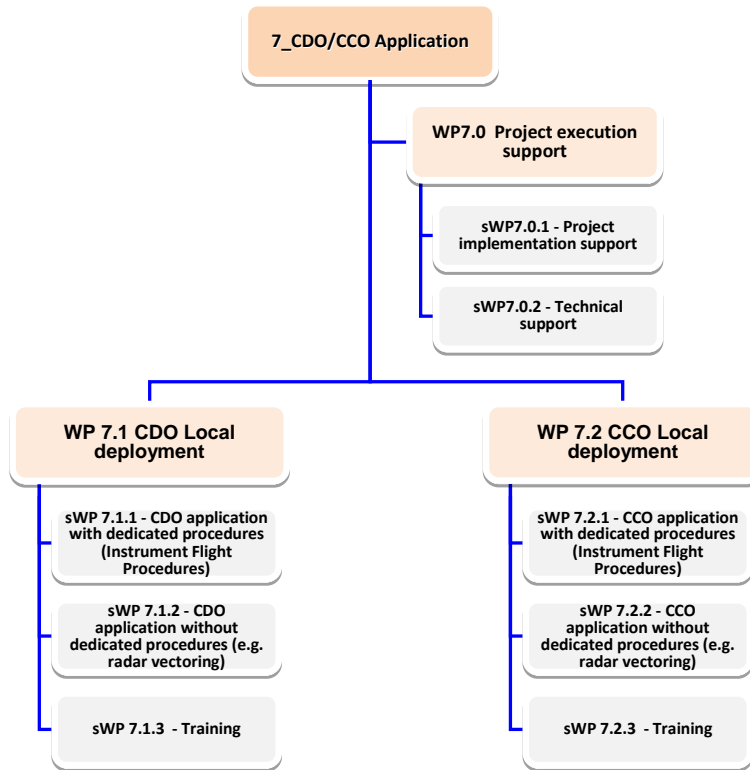 7_CDO/CCO Application
WP7.0 Project execution
support
sWP7.0.1 - Project
implementation support
sWP7.0.2 - Technical
support
WP 7.1 CDO Local
deployment
sWP 7.1.1 - CDO application
with dedicated procedures
(Instrument Flight
Procedures)
sWP 7.1.2 - CDO
application without
dedicated procedures (e.g.
radar vectoring)
sWP 7.1.3 - Training
WP 7.2 CCO Local
deployment
sWP 7.2.1 - CCO application
with dedicated procedures
(Instrument Flight
Procedures)
sWP 7.2.2 - CCO
application without
dedicated procedures (e.g.
radar vectoring)
sWP 7.2.3 - Training